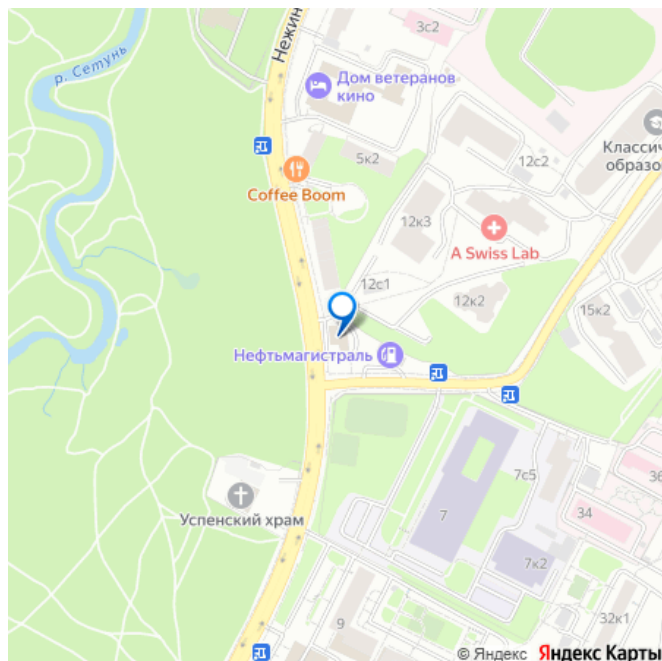 р. Сетунь
Нежин
3с2
Дом ветеранов
кино
5к2
12с2
Классич
образо
Coffee Boom
12к3
A Swiss Lab
12с1
12к2
15к2
Нефтьмагистраль
7с5
36
Успенский храм
7
34
7к2
9
32к1
© Яндекс Яндекс Карты